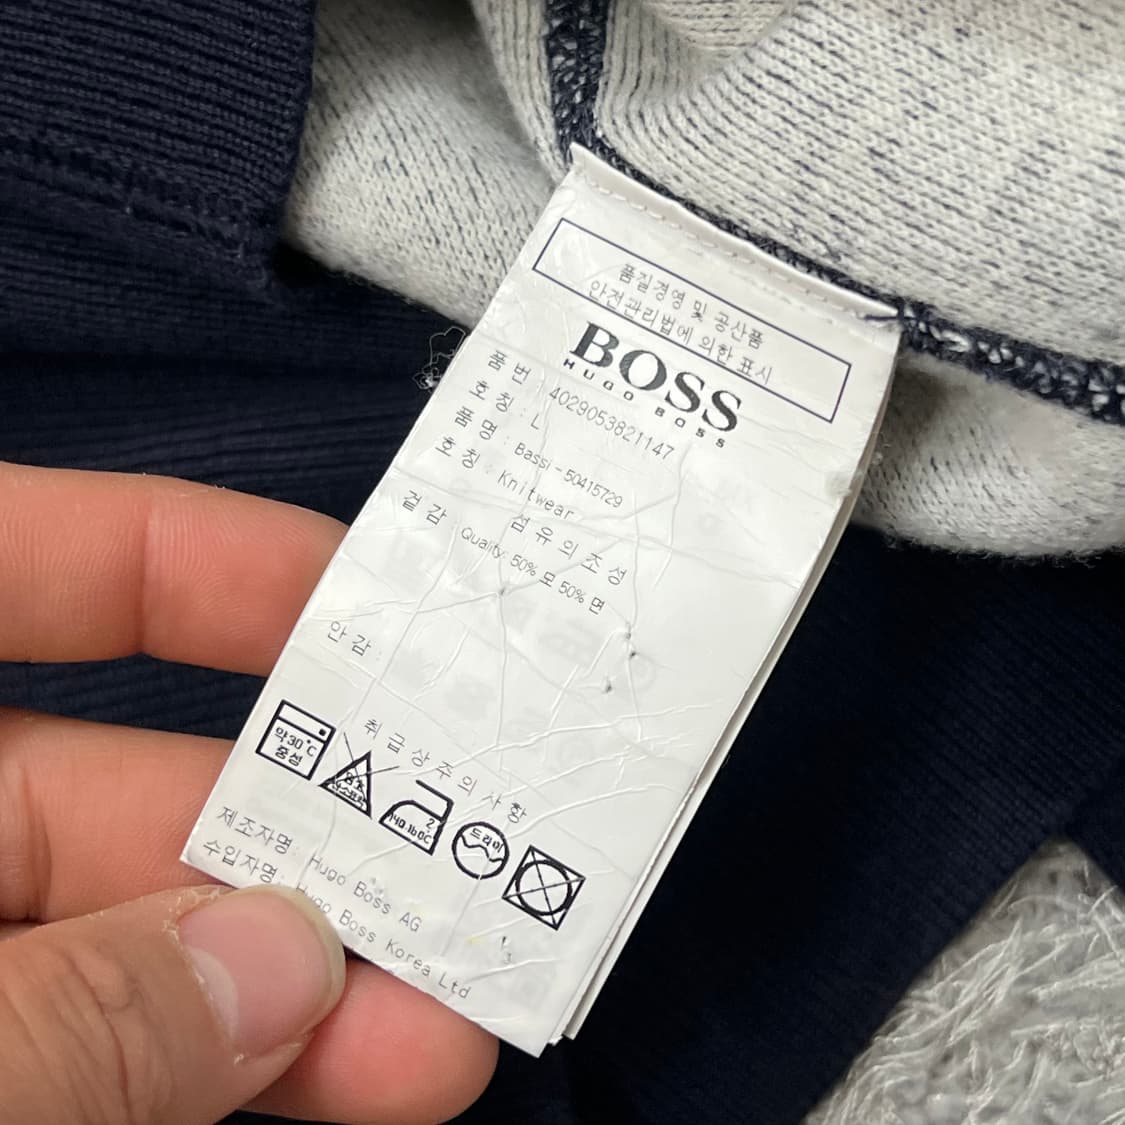 품질경영 및 공산품
안전관리법에 의한 표시
BOSS
HUGO BOSS
품 번 : 4029053821147
호 칭 : L
품 명 : Bassi - 50415729
호 칭 : Knitwear
섬 유 의 조 성
겉 감 : Quality: 50% 모 50% 면
안 감 :
취 급 상 주 의 사 항
약30°C
중성
드라이
제조자명: Hugo Boss AG
수입자명: Hugo Boss Korea Ltd